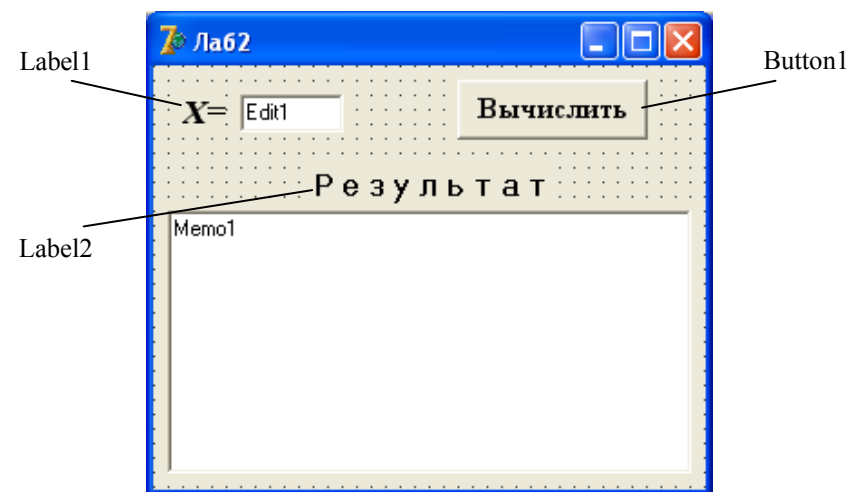 Лаб2
Label1
Button1
X=
Edit1
Вычислить
Результат
Label2
Memo1